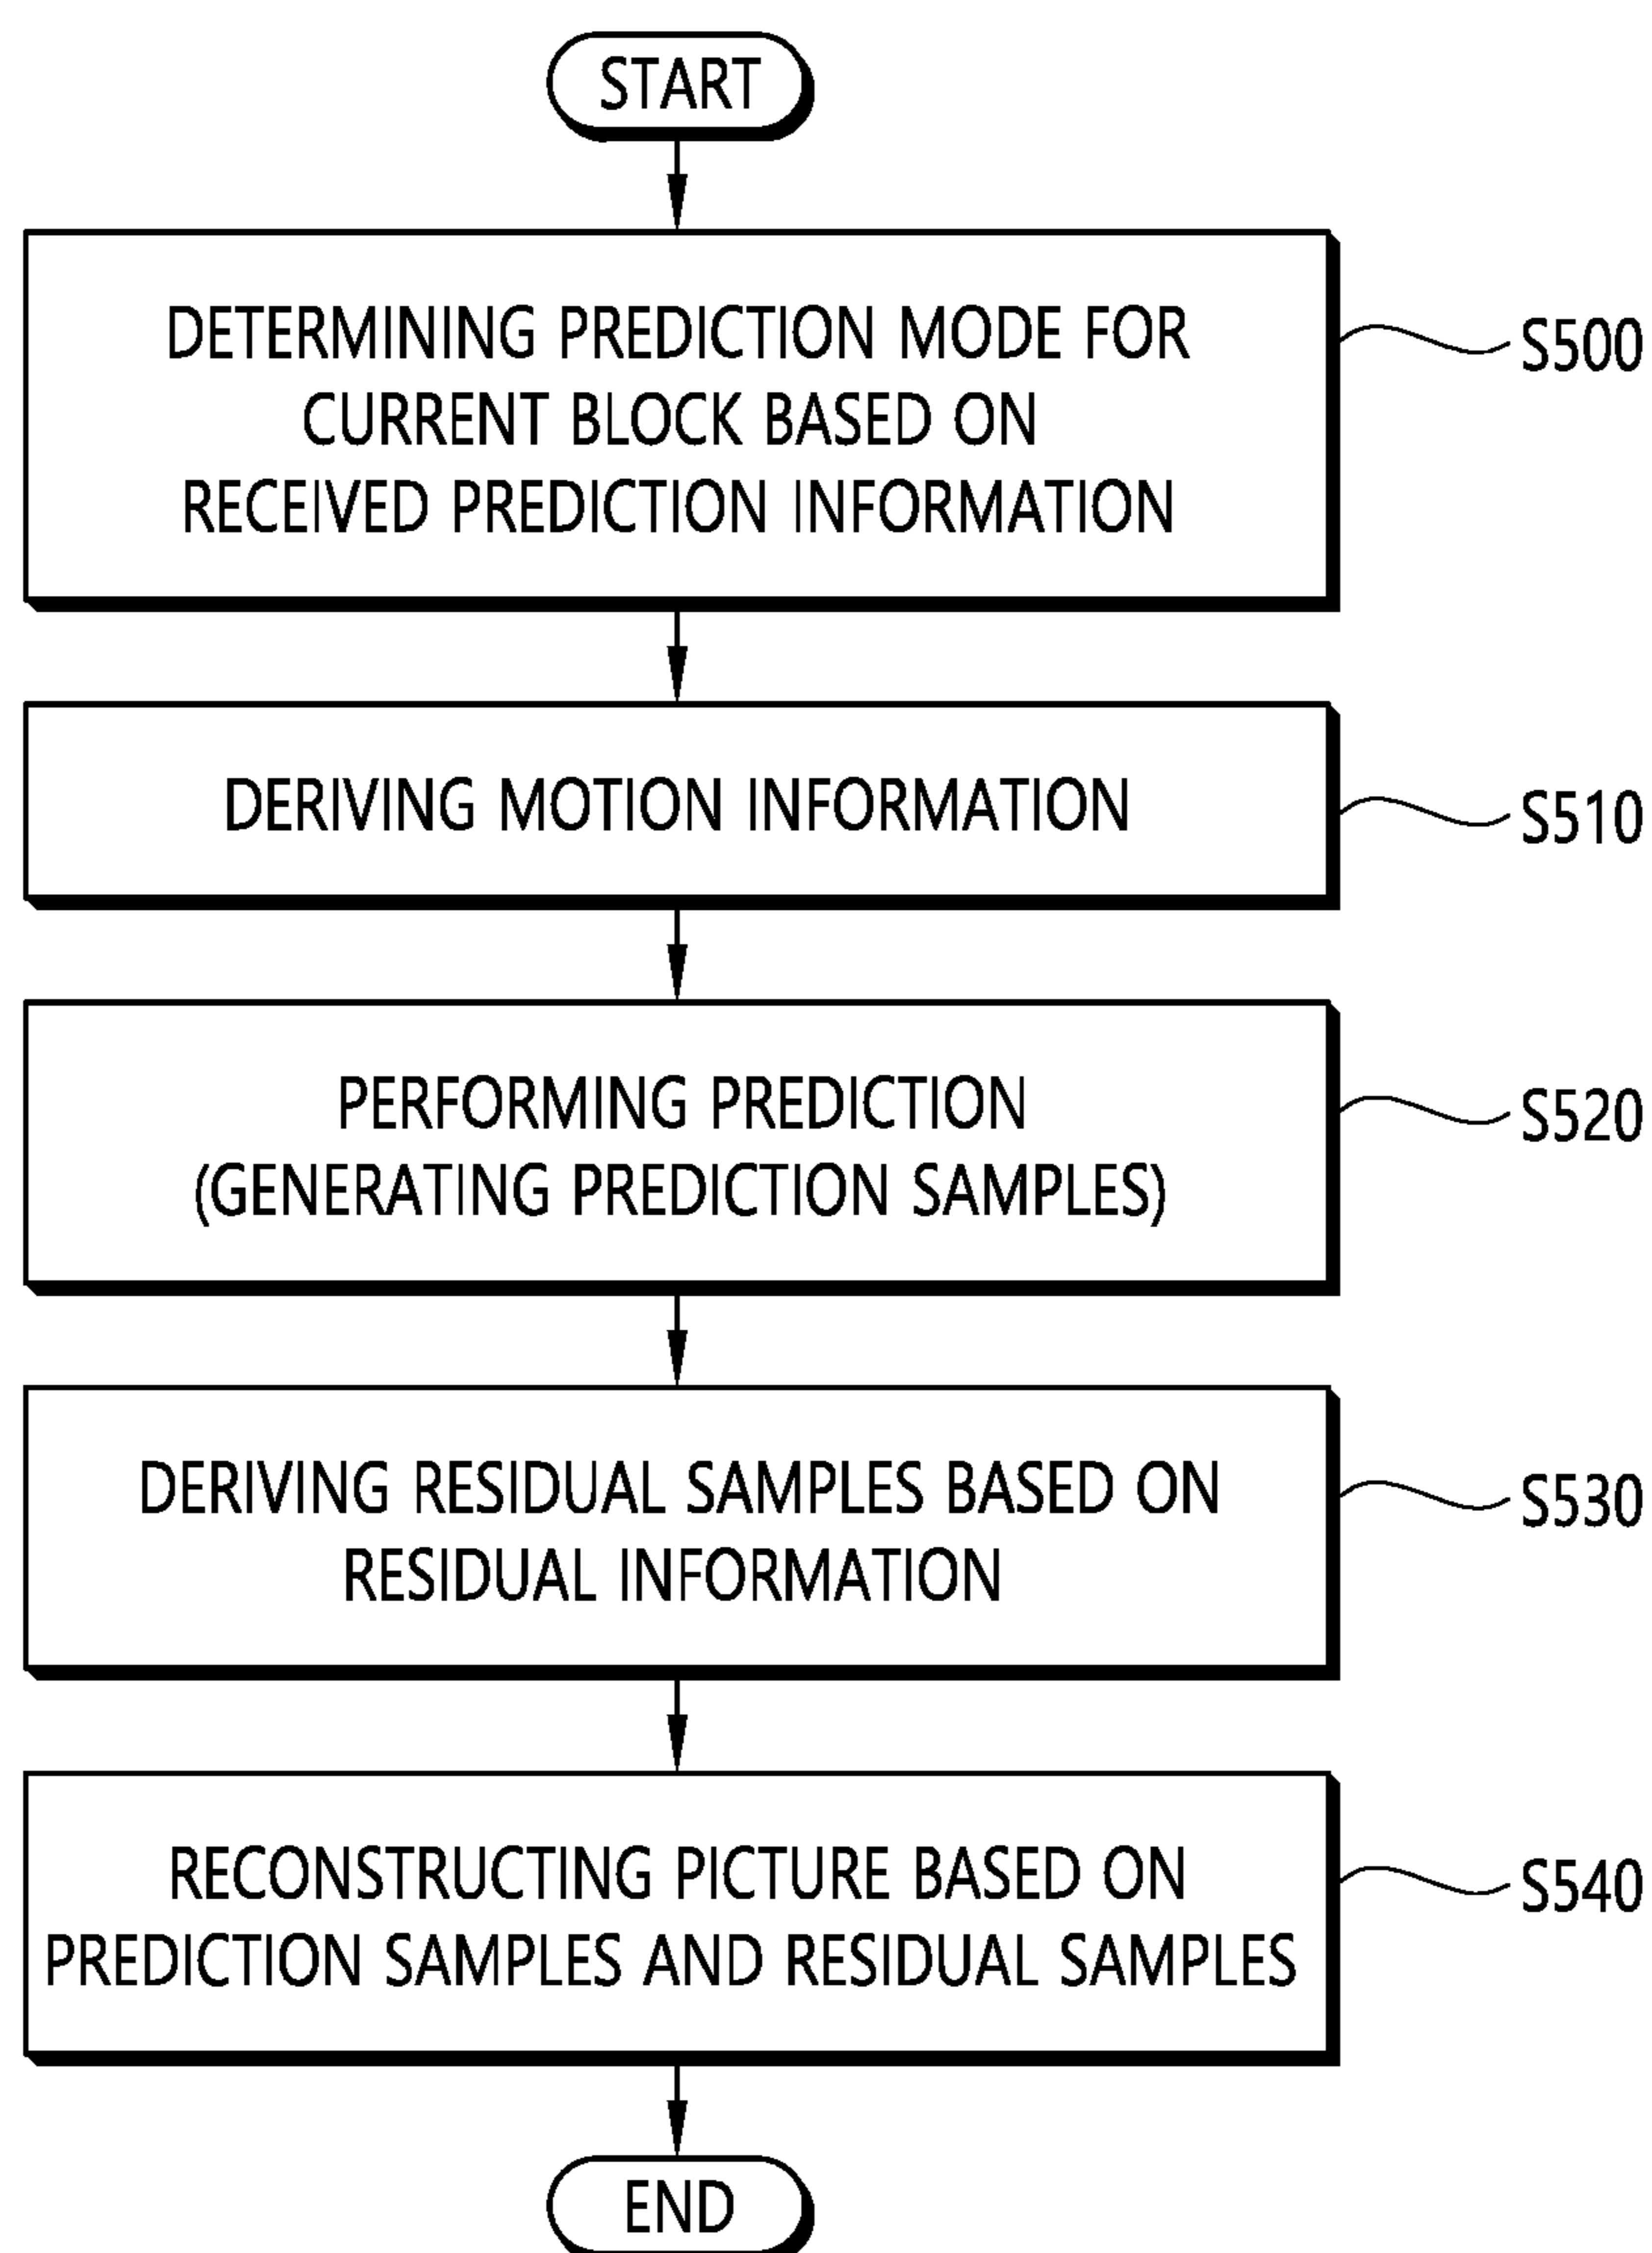 START
DETERMINING PREDICTION MODE FOR
CURRENT BLOCK BASED ON
RECEIVED PREDICTION INFORMATION
S500
DERIVING MOTION INFORMATION
S510
PERFORMING PREDICTION
(GENERATING PREDICTION SAMPLES)
S520
DERIVING RESIDUAL SAMPLES BASED ON
RESIDUAL INFORMATION
S530
RECONSTRUCTING PICTURE BASED ON
PREDICTION SAMPLES AND RESIDUAL SAMPLES
S540
END